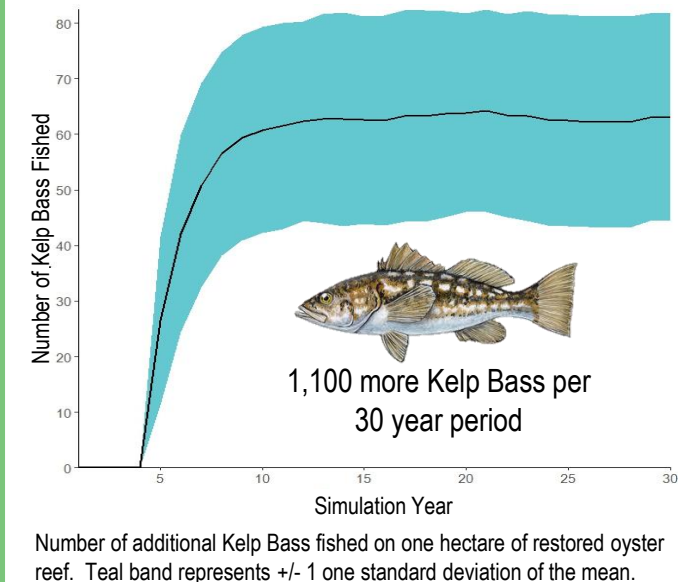 Number of Kelp Bass Fished
80
70
60
50
40
30
20
10
0
1,100 more Kelp Bass per
30 year period
5
10
15
20
25
30
Simulation Year
Number of additional Kelp Bass fished on one hectare of restored oyster
reef. Teal band represents +/- 1 one standard deviation of the mean.